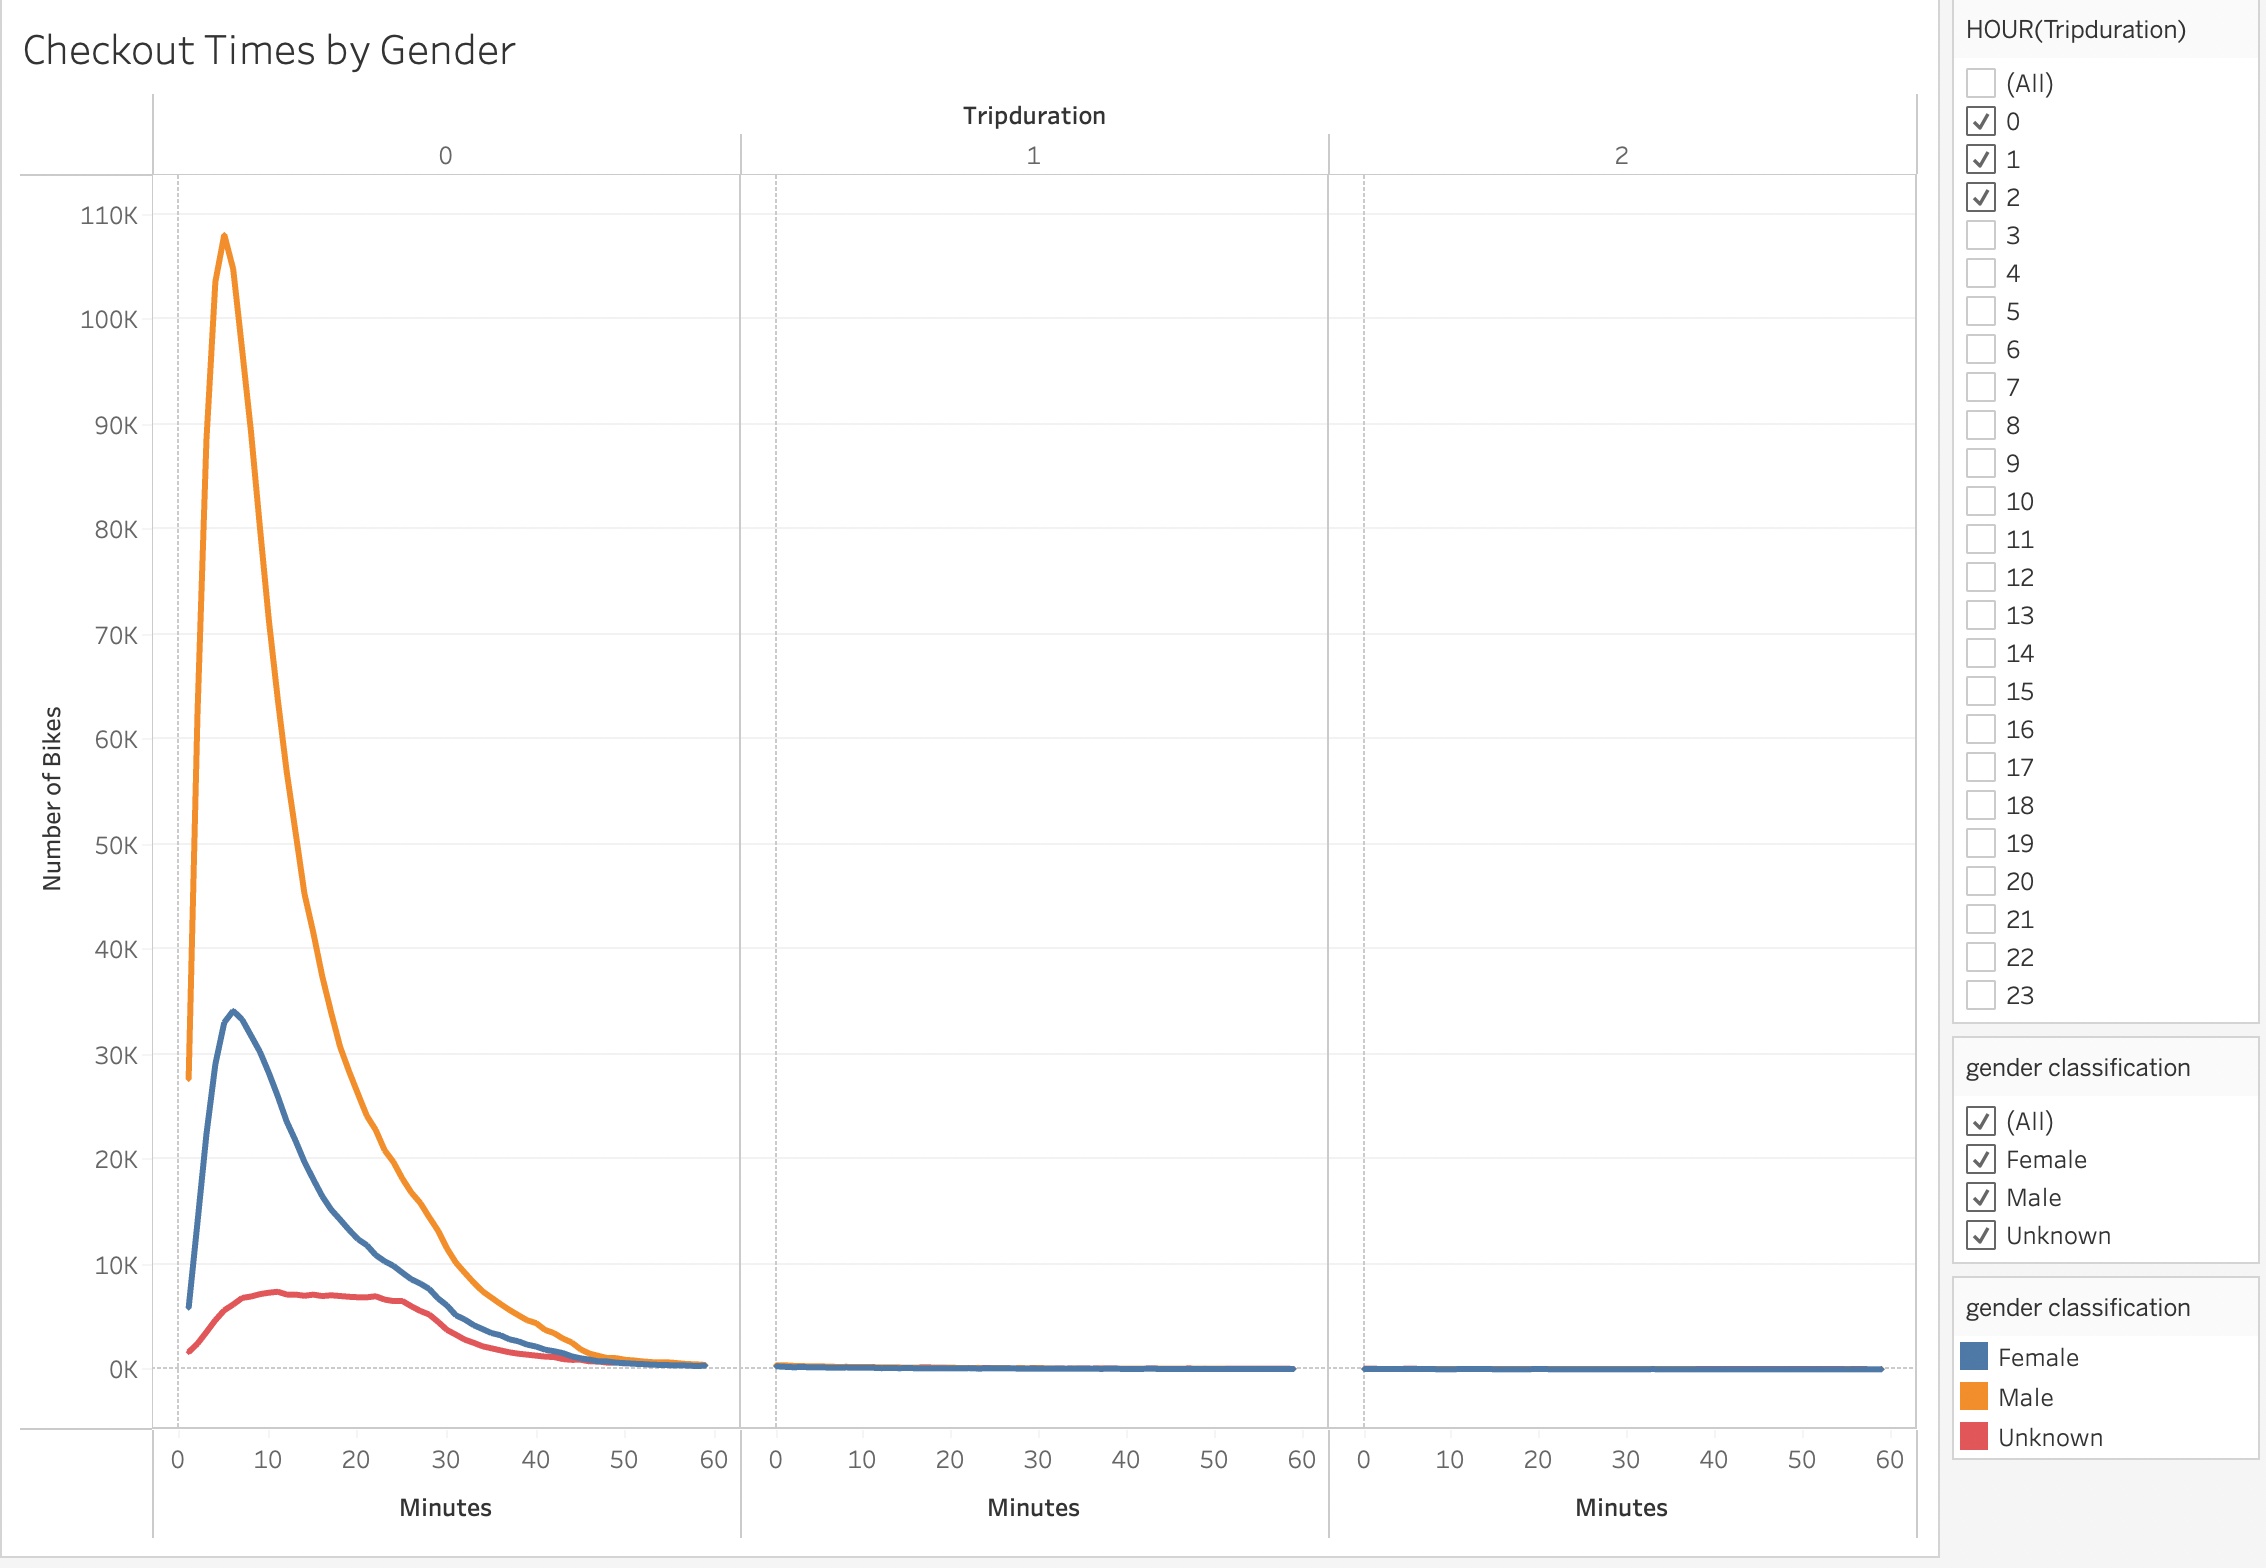 Checkout Times by Gender
Tripduration
0 1 2
110K
100K
90K
80K
70K
60K
50K
40K
30K
20K
10K
0K
Number of Bikes
0 10 20 30 40 50 60 0 10 20 30 40 50 60 0 10 20 30 40 50 60
Minutes Minutes Minutes
HOUR(Tripduration)
(All)
0
1
2
3
4
5
6
7
8
9
10
11
12
13
14
15
16
17
18
19
20
21
22
23
gender classification
(All)
Female
Male
Unknown
gender classification
Female
Male
Unknown